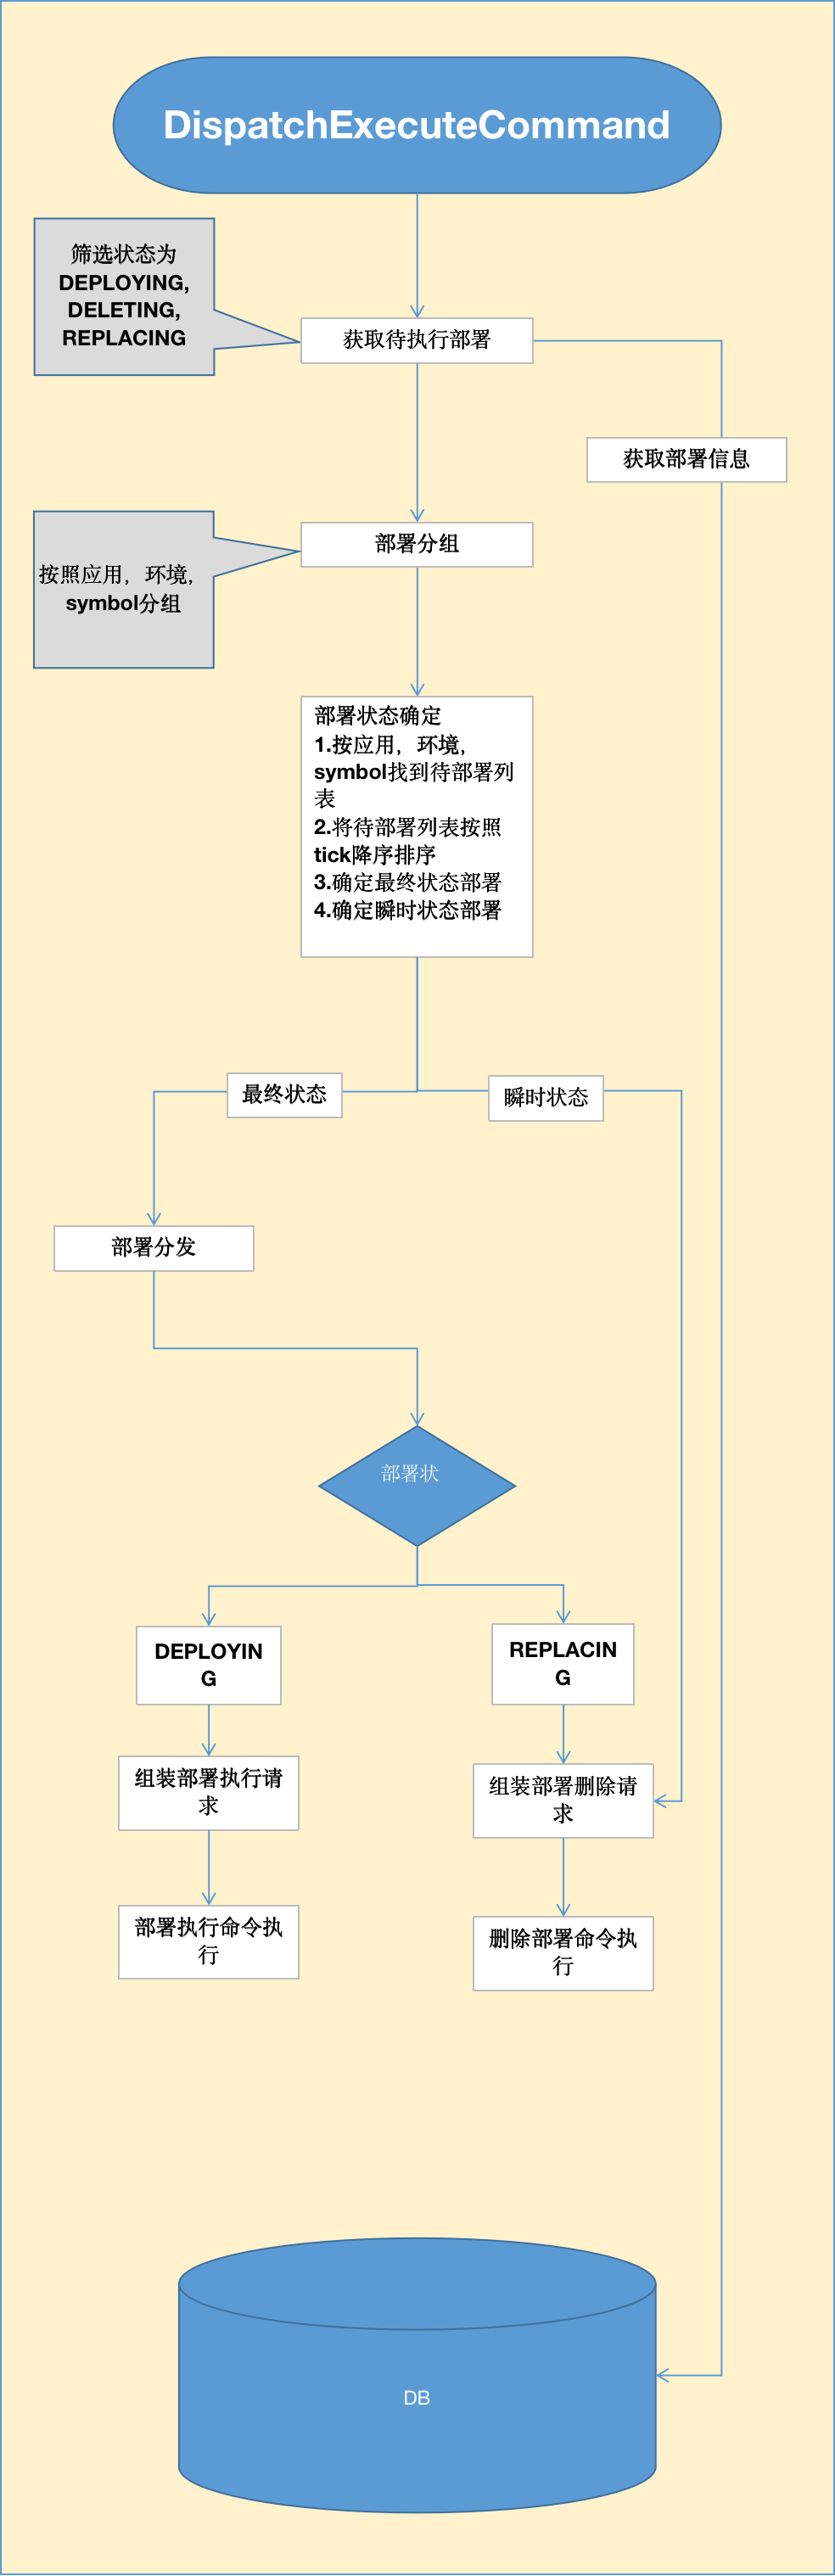 DispatchExecuteCommand
筛选状态为
DEPLOYING,
DELETING,
REPLACING
获取待执行部署
获取部署信息
部署分组
按照应用，环境，
symbol分组
部署状态确定
1.按应用，环境，
symbol找到待部署列
表
2.将待部署列表按照
tick降序排序
3.确定最终状态部署
4.确定瞬时状态部署
最终状态
瞬时状态
部署分发
部署状
DEPLOYIN
G
REPLACIN
G
组装部署执行请
求
组装部署删除请
求
部署执行命令执
行
删除部署命令执
行
DB